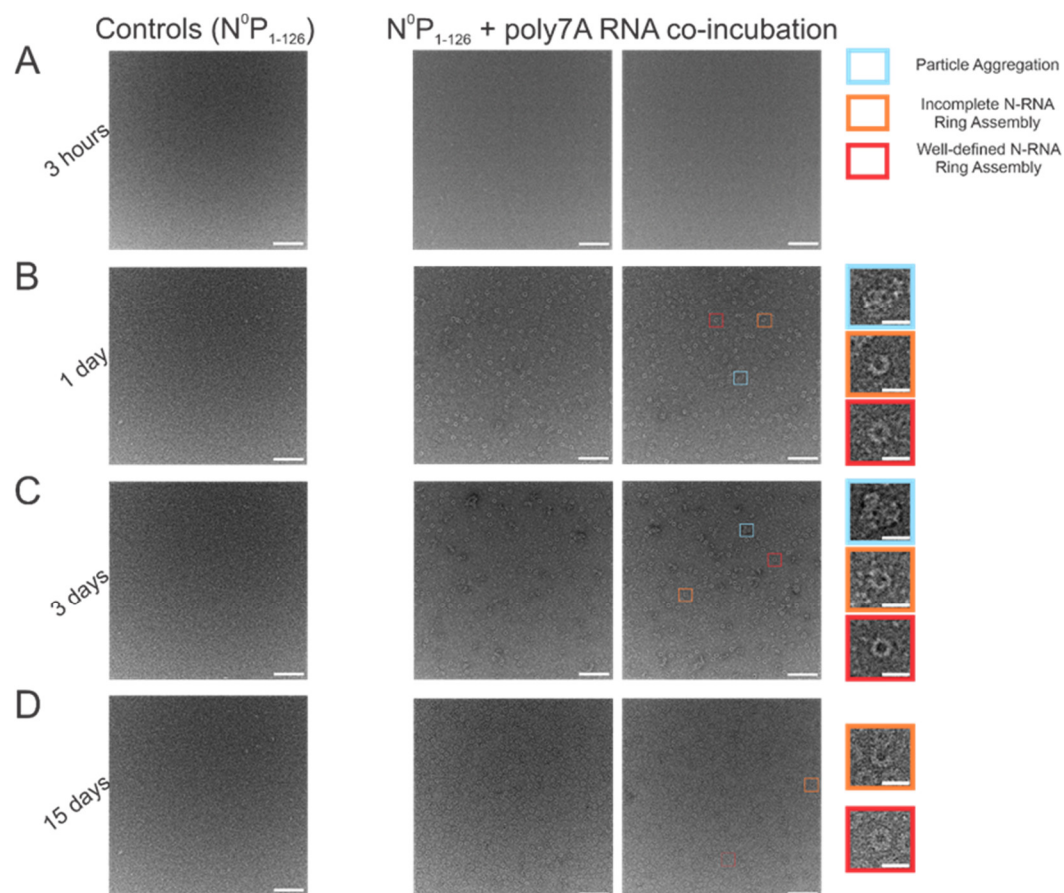 Controls (N⁰P₁₋₁₂₆)
N⁰P₁₋₁₂₆ + poly7A RNA co-incubation
A
3 hours
Particle Aggregation
Incomplete N-RNA
Ring Assembly
Well-defined N-RNA
Ring Assembly
B
1 day
C
3 days
D
15 days